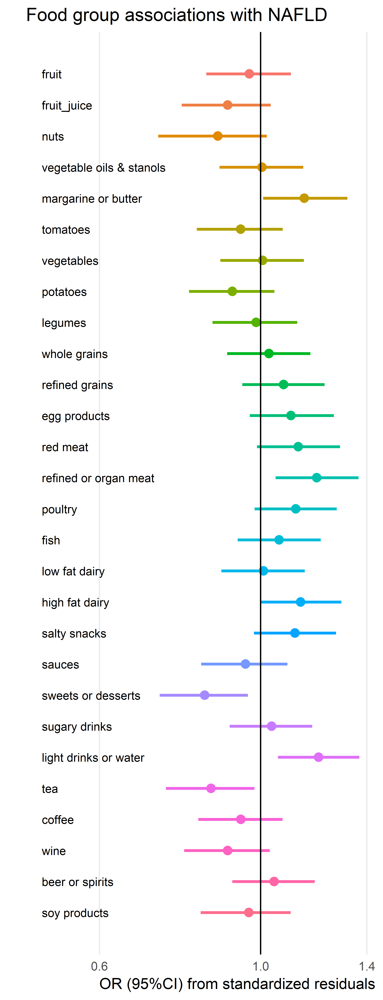 Food group associations with NAFLD
fruit
fruit_juice
nuts
vegetable oils & stanols
margarine or butter
tomatoes
vegetables
potatoes
legumes
whole grains
refined grains
egg products
red meat
refined or organ meat
poultry
fish
low fat dairy
high fat dairy
salty snacks
sauces
sweets or desserts
sugary drinks
light drinks or water
tea
coffee
wine
beer or spirits
soy products
0.6 1.0 1.4
OR (95%CI) from standardized residuals